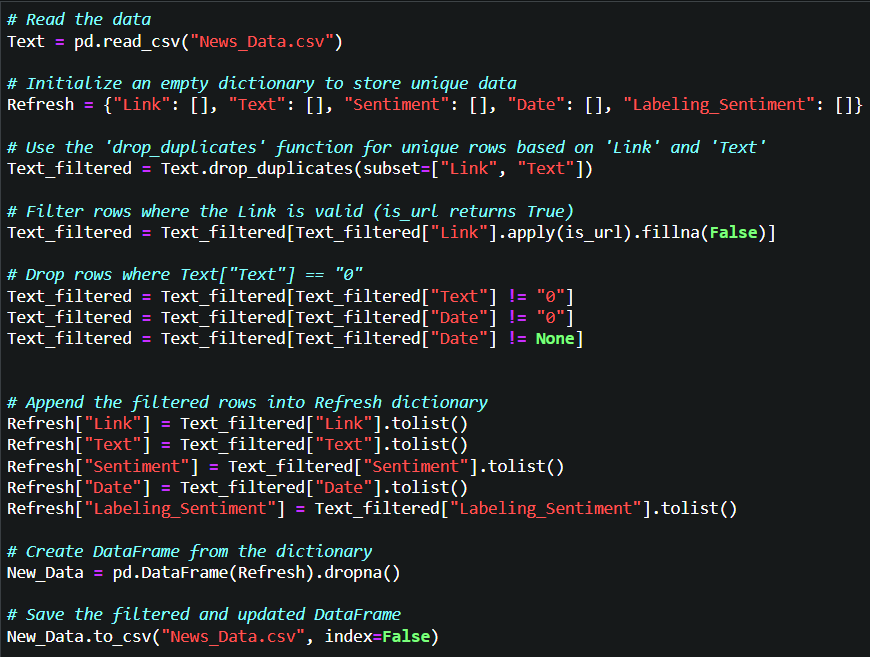 # Read the data
Text = pd.read_csv("News_Data.csv")
# Initialize an empty dictionary to store unique data
Refresh = {"Link": [], "Text": [], "Sentiment": [], "Date": [], "Labeling_Sentiment": []}
# Use the 'drop_duplicates' function for unique rows based on 'Link' and 'Text'
Text_filtered = Text.drop_duplicates(subset=["Link", "Text"])
# Filter rows where the Link is valid (is_url returns True)
Text_filtered = Text_filtered[Text_filtered["Link"].apply(is_url).fillna(False)]
# Drop rows where Text["Text"] == "0"
Text_filtered = Text_filtered[Text_filtered["Text"] != "0"]
Text_filtered = Text_filtered[Text_filtered["Date"] != "0"]
Text_filtered = Text_filtered[Text_filtered["Date"] != None]
# Append the filtered rows into Refresh dictionary
Refresh["Link"] = Text_filtered["Link"].tolist()
Refresh["Text"] = Text_filtered["Text"].tolist()
Refresh["Sentiment"] = Text_filtered["Sentiment"].tolist()
Refresh["Date"] = Text_filtered["Date"].tolist()
Refresh["Labeling_Sentiment"] = Text_filtered["Labeling_Sentiment"].tolist()
# Create DataFrame from the dictionary
New_Data = pd.DataFrame(Refresh).dropna()
# Save the filtered and updated DataFrame
New_Data.to_csv("News_Data.csv", index=False)